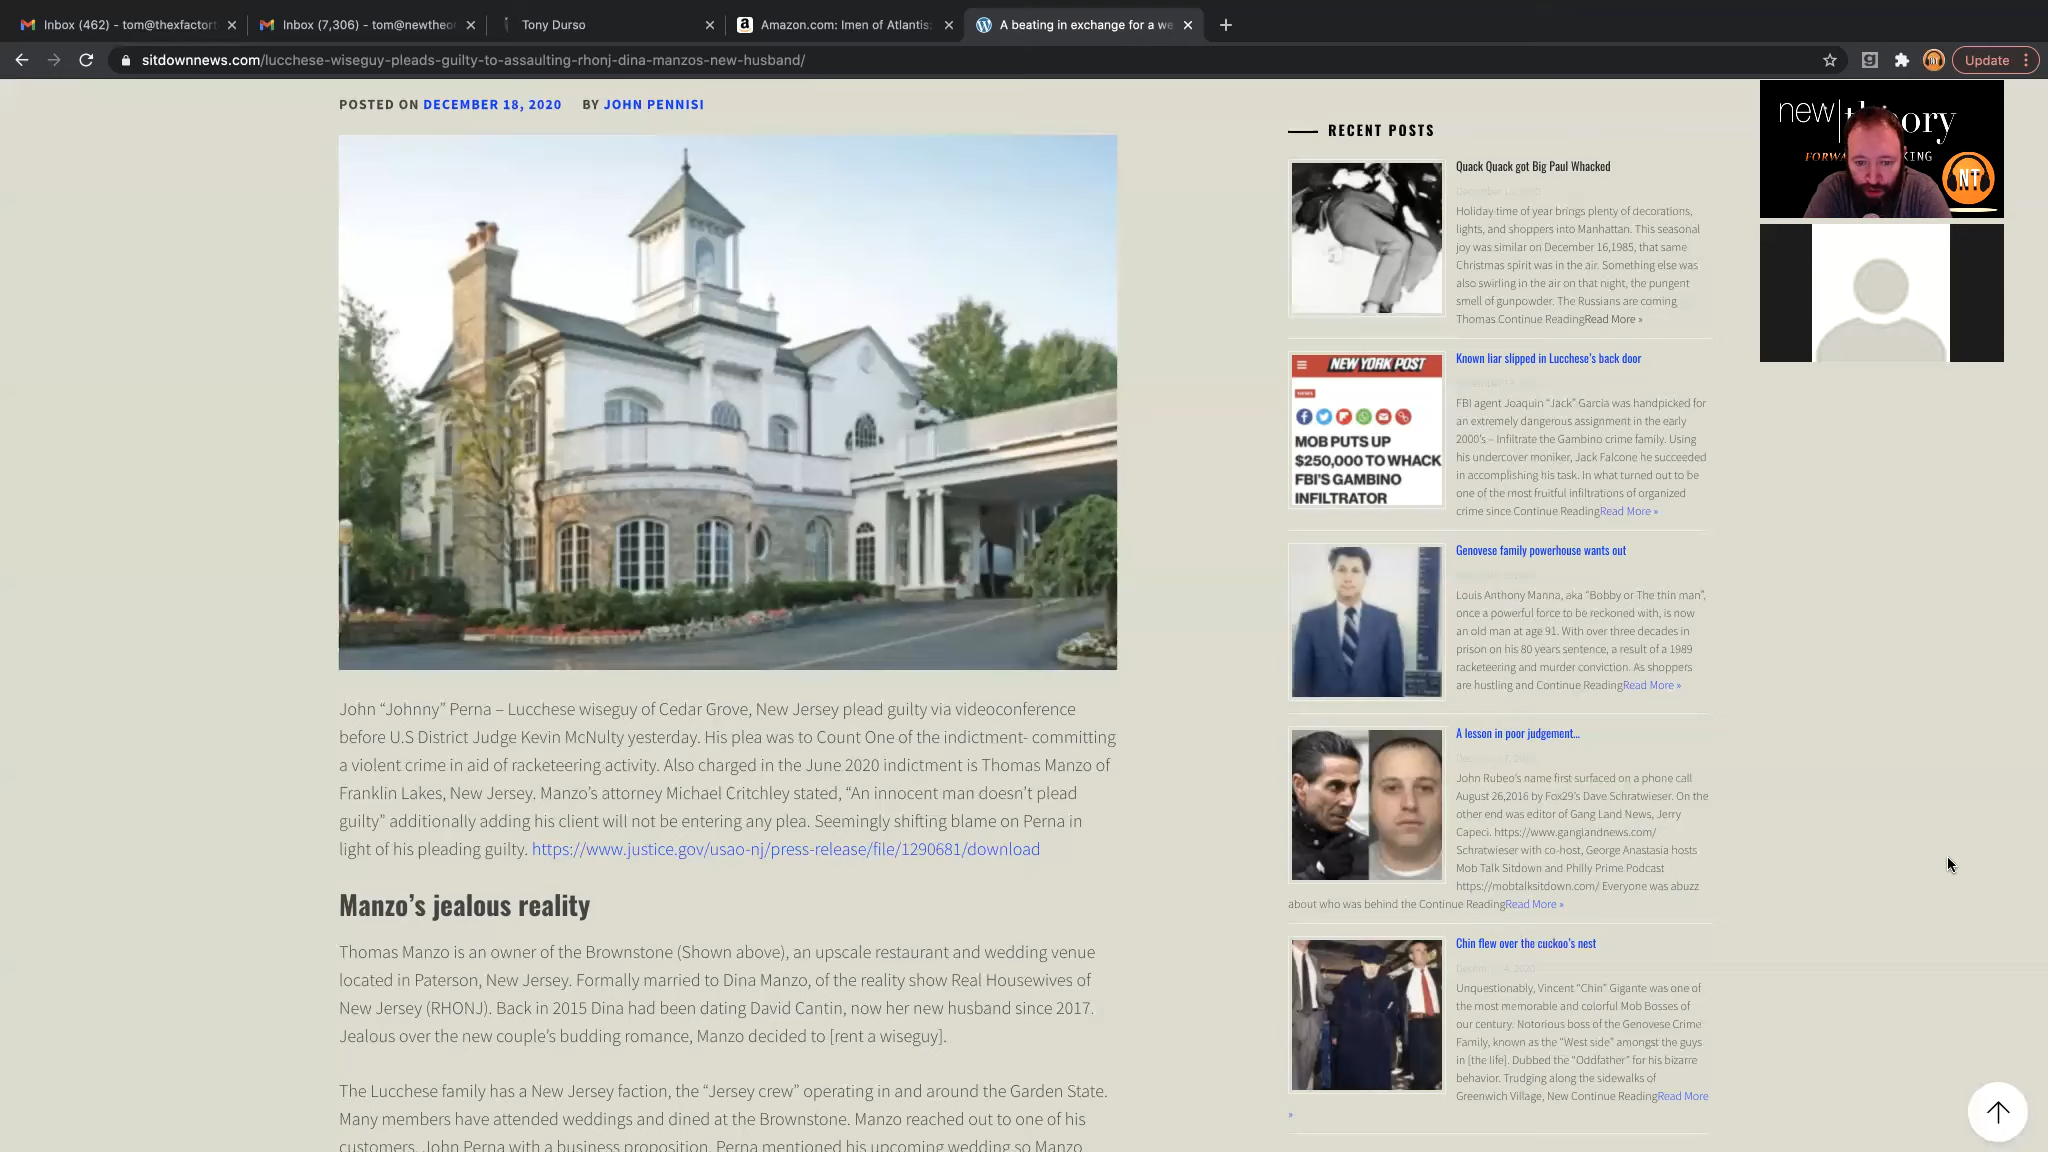 Inbox (462) - tom@thexfactort
Inbox (7,306) - tom@newtheo
Tony Durso
Amazon.com: Imen of Atlantis:
A beating in exchange for a we
sitdownnews.com/lucchese-wiseguy-pleads-guilty-to-assaulting-rhonj-dina-manzos-new-husband/
Update
POSTED ON DECEMBER 18, 2020 BY JOHN PENNISI
John “Johnny” Perna – Lucchese wiseguy of Cedar Grove, New Jersey plead guilty via videoconference
before U.S District Judge Kevin McNulty yesterday. His plea was to Count One of the indictment- committing
a violent crime in aid of racketeering activity. Also charged in the June 2020 indictment is Thomas Manzo of
Franklin Lakes, New Jersey. Manzo’s attorney Michael Critchley stated, “An innocent man doesn’t plead
guilty” additionally adding his client will not be entering any plea. Seemingly shifting blame on Perna in
light of his pleading guilty. https://www.justice.gov/usao-nj/press-release/file/1290681/download
Manzo’s jealous reality
Thomas Manzo is an owner of the Brownstone (Shown above), an upscale restaurant and wedding venue
located in Paterson, New Jersey. Formally married to Dina Manzo, of the reality show Real Housewives of
New Jersey (RHONJ). Back in 2015 Dina had been dating David Cantin, now her new husband since 2017.
Jealous over the new couple’s budding romance, Manzo decided to [rent a wiseguy].
The Lucchese family has a New Jersey faction, the “Jersey crew” operating in and around the Garden State.
Many members have attended weddings and dined at the Brownstone. Manzo reached out to one of his
customers, John Perna with a business proposition. Perna mentioned his upcoming wedding so Manzo
RECENT POSTS
Quack Quack got Big Paul Whacked
Holiday time of year brings plenty of decorations,
lights, and shoppers into Manhattan. This seasonal
joy was similar on December 16,1985, that same
Christmas spirit was in the air. Something else was
also swirling in the air on that night, the pungent
smell of gunpowder. The Russians are coming
Thomas Continue ReadingRead More »
NEW YORK POST
NEWS
MOB PUTS UP
$250,000 TO WHACK
FBI'S GAMBINO
INFILTRATOR
Known liar slipped in Lucchese’s back door
FBI agent Joaquin “Jack” Garcia was handpicked for
an extremely dangerous assignment in the early
2000’s – Infiltrate the Gambino crime family. Using
his undercover moniker, Jack Falcone he succeeded
in accomplishing his task. In what turned out to be
one of the most fruitful infiltrations of organized
crime since Continue ReadingRead More »
Genovese family powerhouse wants out
Louis Anthony Manna, aka “Bobby or The thin man”,
once a powerful force to be reckoned with, is now
an old man at age 91. With over three decades in
prison on his 80 years sentence, a result of a 1989
racketeering and murder conviction. As shoppers
are hustling and Continue ReadingRead More »
A lesson in poor judgement…
John Rubeo’s name first surfaced on a phone call
August 26,2016 by Fox29’s Dave Schratwieser. On the
other end was editor of Gang Land News, Jerry
Capeci. https://www.ganglandnews.com/
Schratwieser with co-host, George Anastasia hosts
Mob Talk Sitdown and Philly Prime Podcast
https://mobtalksitdown.com/ Everyone was abuzz
about who was behind the Continue ReadingRead More »
Chin flew over the cuckoo’s nest
Unquestionably, Vincent “Chin” Gigante was one of
the most memorable and colorful Mob Bosses of
our century. Notorious boss of the Genovese Crime
Family, known as the “West side” amongst the guys
in [the life]. Dubbed the “Oddfather” for his bizarre
behavior. Trudging along the sidewalks of
Greenwich Village, New Continue ReadingRead More
»
new
NT